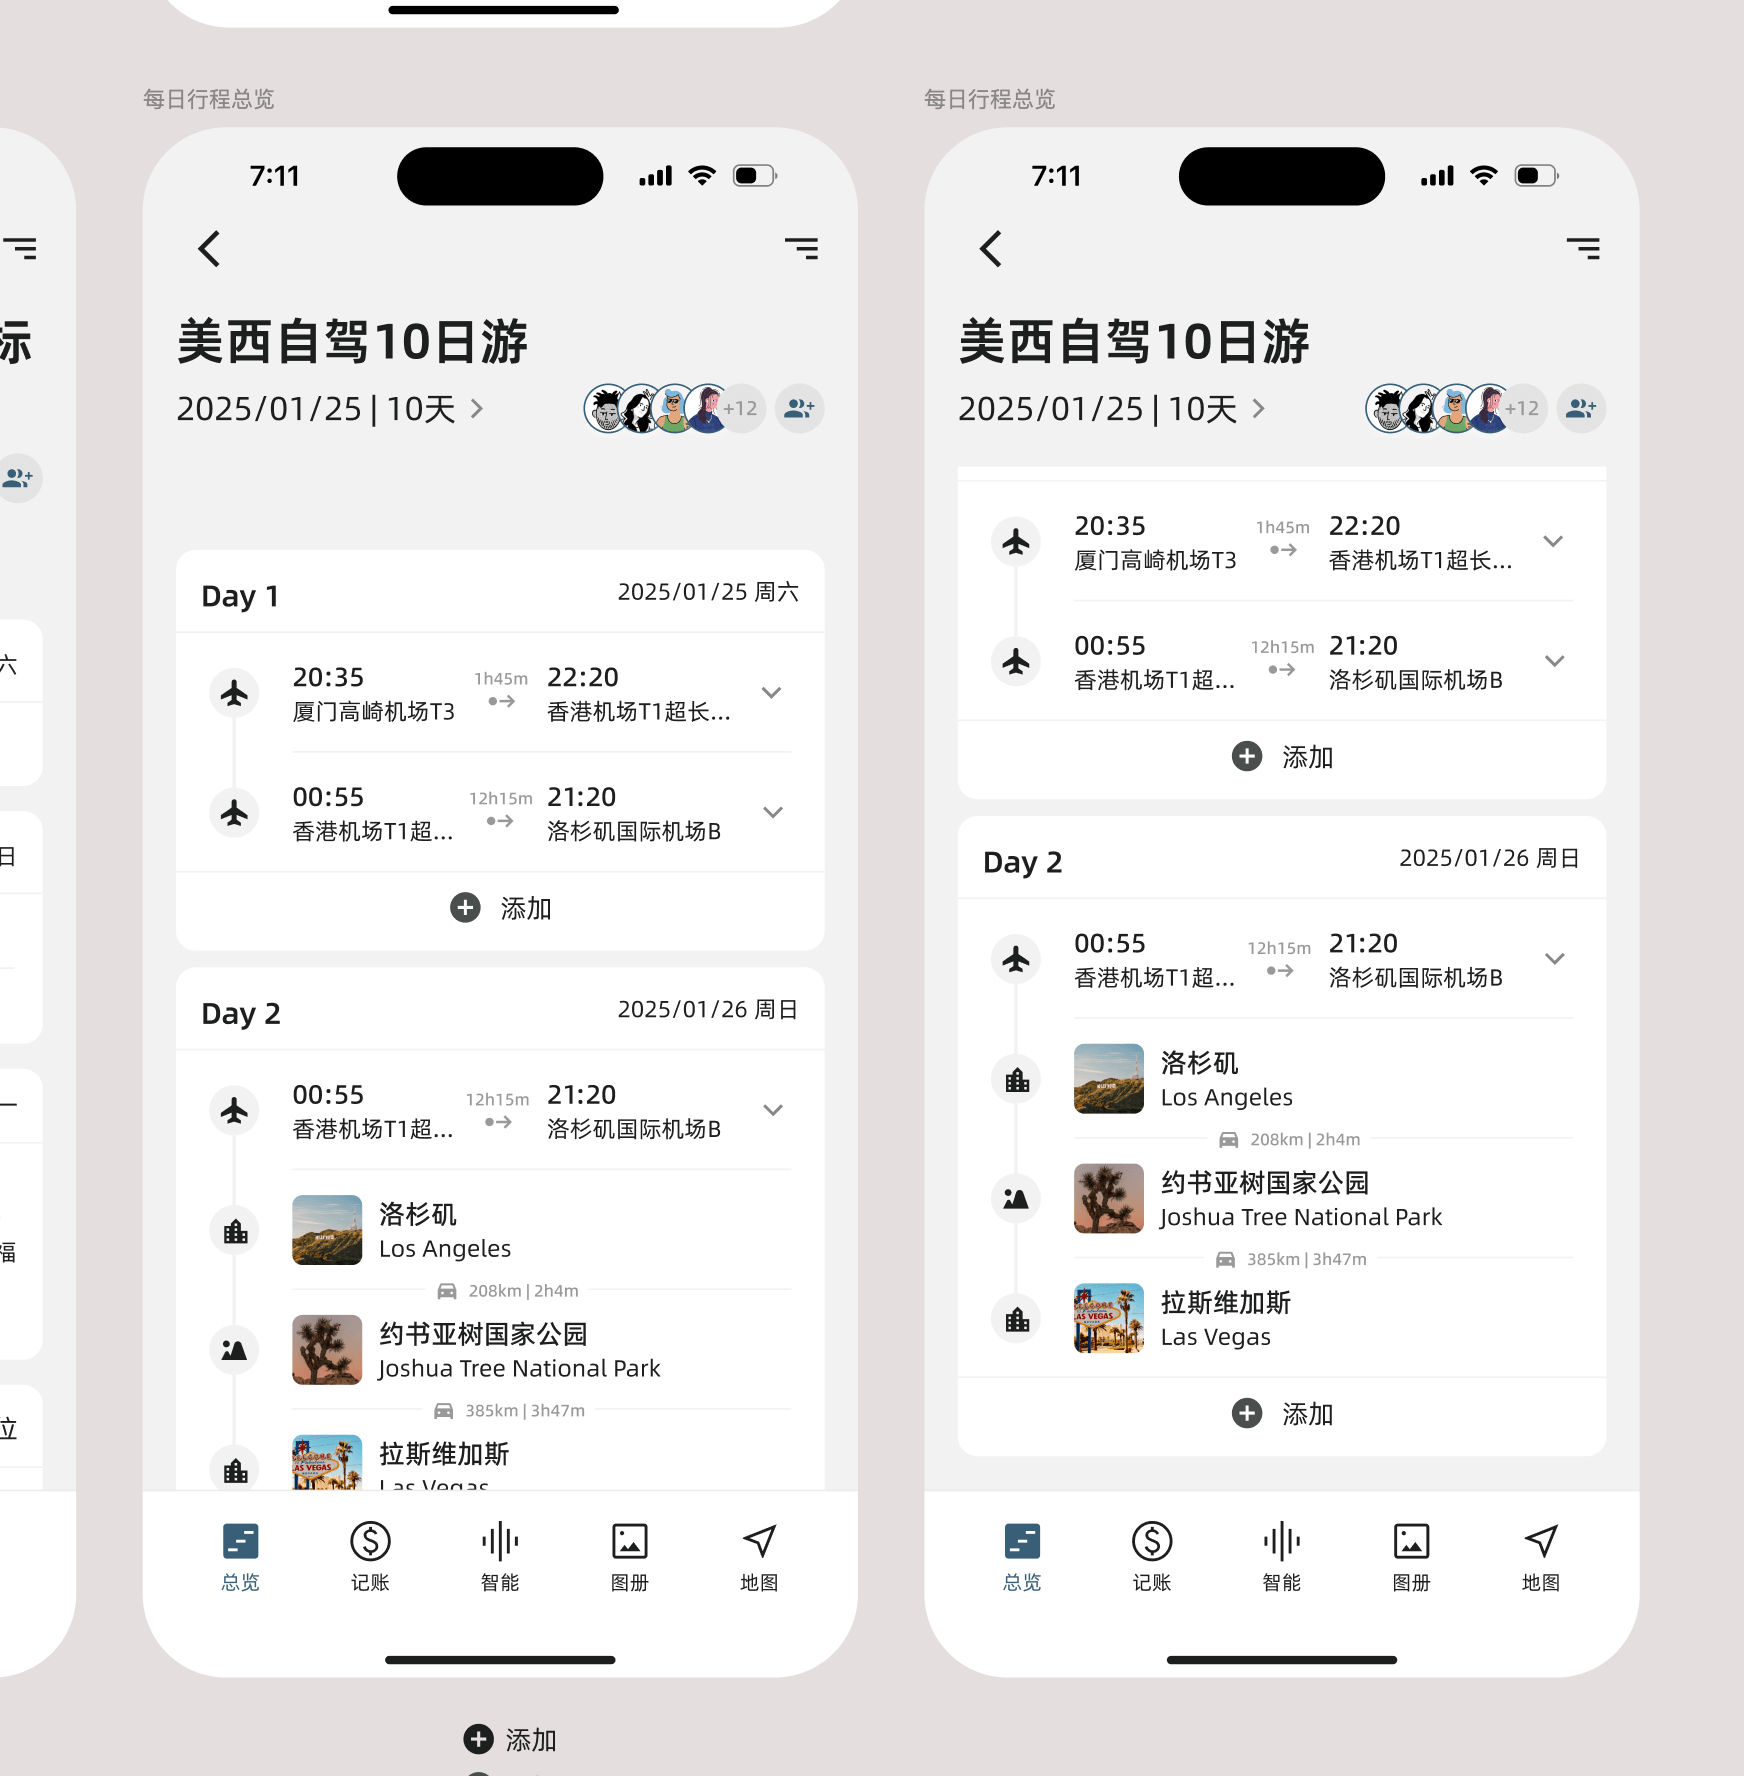 每日行程总览
每日行程总览
标
六
日
一
福
位
7:11
美西自驾10日游
2025/01/25 | 10天
+12
Day 1
2025/01/25 周六
20:35
1h45m
22:20
厦门高崎机场T3
香港机场T1超长...
00:55
12h15m
21:20
香港机场T1超...
洛杉矶国际机场B
添加
Day 2
2025/01/26 周日
00:55
12h15m
21:20
香港机场T1超...
洛杉矶国际机场B
洛杉矶
Los Angeles
208km | 2h4m
约书亚树国家公园
Joshua Tree National Park
385km | 3h47m
WELCOME
LAS VEGAS
拉斯维加斯
Las Vegas
总览
记账
智能
图册
地图
添加
7:11
美西自驾10日游
2025/01/25 | 10天
+12
20:35
1h45m
22:20
厦门高崎机场T3
香港机场T1超长...
00:55
12h15m
21:20
香港机场T1超...
洛杉矶国际机场B
添加
Day 2
2025/01/26 周日
00:55
12h15m
21:20
香港机场T1超...
洛杉矶国际机场B
洛杉矶
Los Angeles
208km | 2h4m
约书亚树国家公园
Joshua Tree National Park
385km | 3h47m
WELCOME
LAS VEGAS
拉斯维加斯
Las Vegas
添加
总览
记账
智能
图册
地图